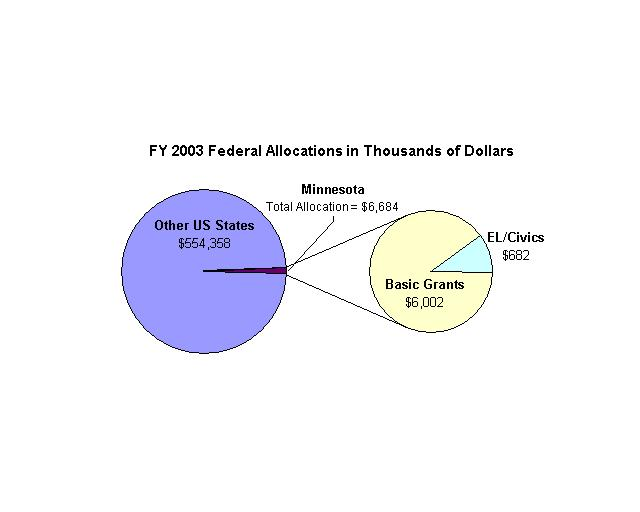 FY 2003 Federal Allocations in Thousands of Dollars
Minnesota
Total Allocation = $6,684
Other US States
$554,358
EL/Civics
$682
Basic Grants
$6,002